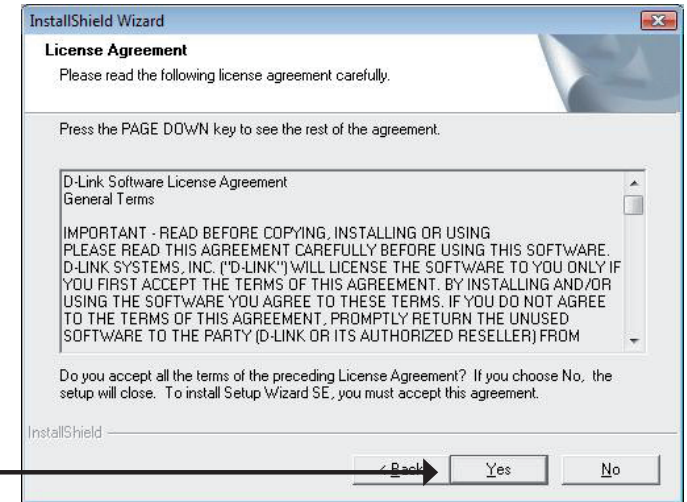 InstallShield Wizard
License Agreement
Please read the following license agreement carefully.
Press the PAGE DOWN key to see the rest of the agreement.
D-Link Software License Agreement
General Terms
IMPORTANT - READ BEFORE COPYING, INSTALLING OR USING
PLEASE READ THIS AGREEMENT CAREFULLY BEFORE USING THIS SOFTWARE.
D-LINK SYSTEMS, INC. ("D-LINK") WILL LICENSE THE SOFTWARE TO YOU ONLY IF
YOU FIRST ACCEPT THE TERMS OF THIS AGREEMENT. BY INSTALLING AND/OR
USING THE SOFTWARE YOU AGREE TO THESE TERMS. IF YOU DO NOT AGREE
TO THE TERMS OF THIS AGREEMENT, PROMPTLY RETURN THE UNUSED
SOFTWARE TO THE PARTY (D-LINK OR ITS AUTHORIZED RESELLER) FROM
Do you accept all the terms of the preceding License Agreement? If you choose No, the
setup will close. To install Setup Wizard SE, you must accept this agreement.
InstallShield
< Back Yes No